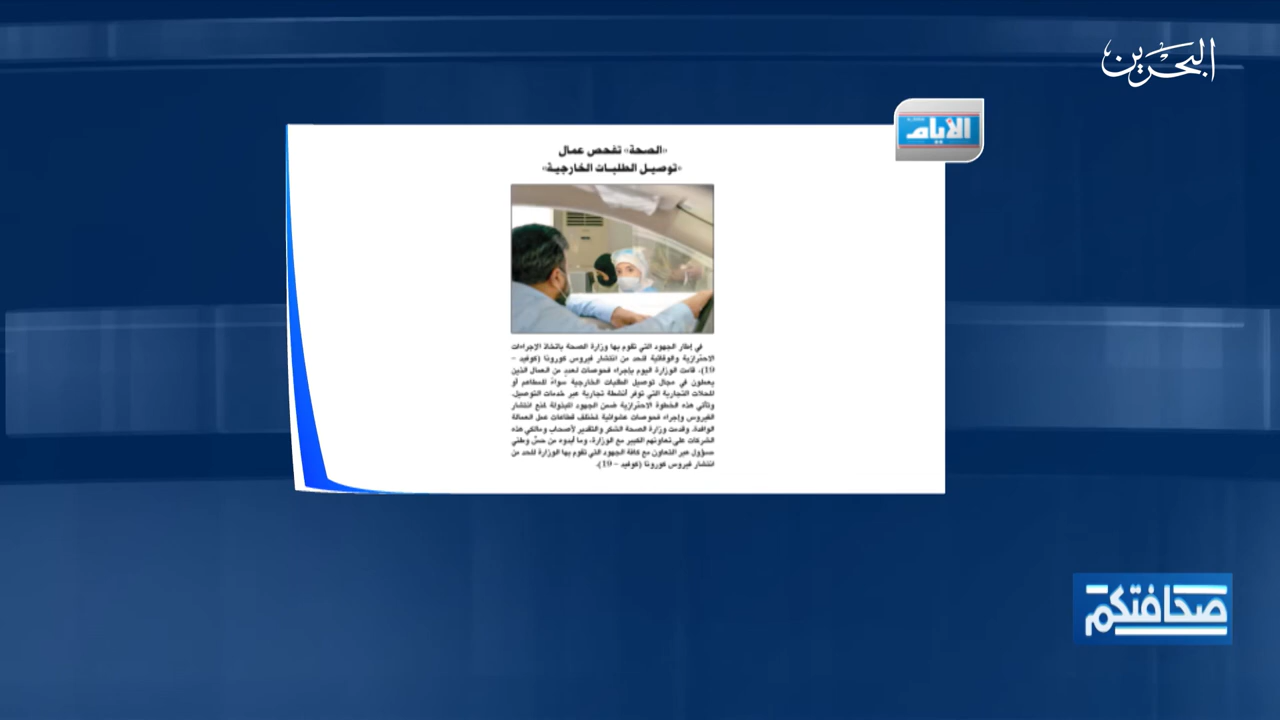 البحرين
الأيام
«الصحة» تفحص عمال
«توصيل الطلبات الخارجية»
في إطار الجهود التي تقوم بها وزارة الصحة باتخاذ الإجراءات
الاحترازية والوقائية للحد من انتشار فيروس كورونا (كوفيد –
19)، قامت الوزارة اليوم بإجراء فحوصات لعددٍ من العمال الذين
يعملون في مجال توصيل الطلبات الخارجية سواءً للمطاعم أو
للمحلات التجارية التي توفر أنشطة تجارية عبر خدمات التوصيل.
وتأتي هذه الخطوة الاحترازية ضمن الجهود المبذولة لمنع انتشار
الفيروس وإجراء فحوصات عشوائية لمختلف قطاعات عمل العمالة
الوافدة. وقدمت وزارة الصحة الشكر والتقدير لأصحاب ومالكي هذه
الشركات على تعاونهم الكبير مع الوزارة، وما أبدوه من حسٍّ وطني
مسؤول عبر التعاون مع كافة الجهود التي تقوم بها الوزارة للحد من
انتشار فيروس كورونا (كوفيد – 19).
صحافتكم